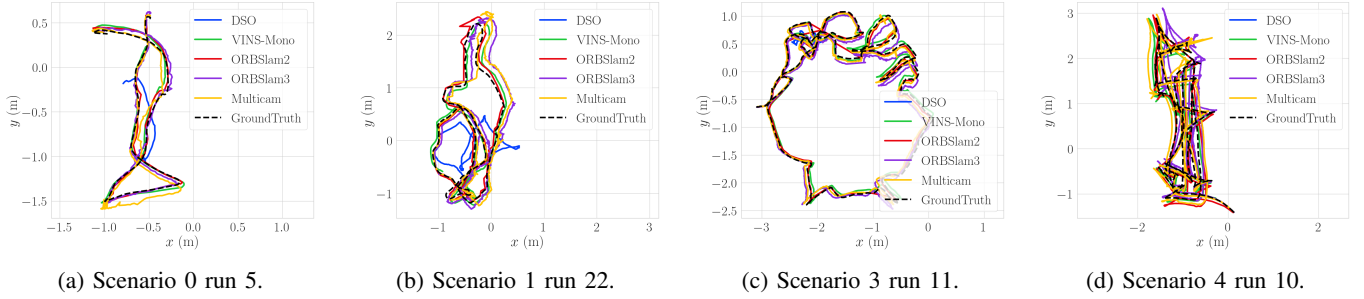 0.5
0.0
−0.5
−1.0
−1.5
y (m)
−1.5 −1.0 −0.5 0.0 0.5 1.0
x (m)
DSO
VINS-Mono
ORBSlam2
ORBSlam3
Multicam
GroundTruth
(a) Scenario 0 run 5.
2
1
0
−1
y (m)
−1 0 1 2 3
x (m)
DSO
VINS-Mono
ORBSlam2
ORBSlam3
Multicam
GroundTruth
(b) Scenario 1 run 22.
1.0
0.5
0.0
−0.5
−1.0
−1.5
−2.0
−2.5
y (m)
−3 −2 −1 0 1
x (m)
DSO
VINS-Mono
ORBSlam2
ORBSlam3
Multicam
GroundTruth
(c) Scenario 3 run 11.
3
2
1
0
−1
y (m)
−2 0 2
x (m)
DSO
VINS-Mono
ORBSlam2
ORBSlam3
Multicam
GroundTruth
(d) Scenario 4 run 10.